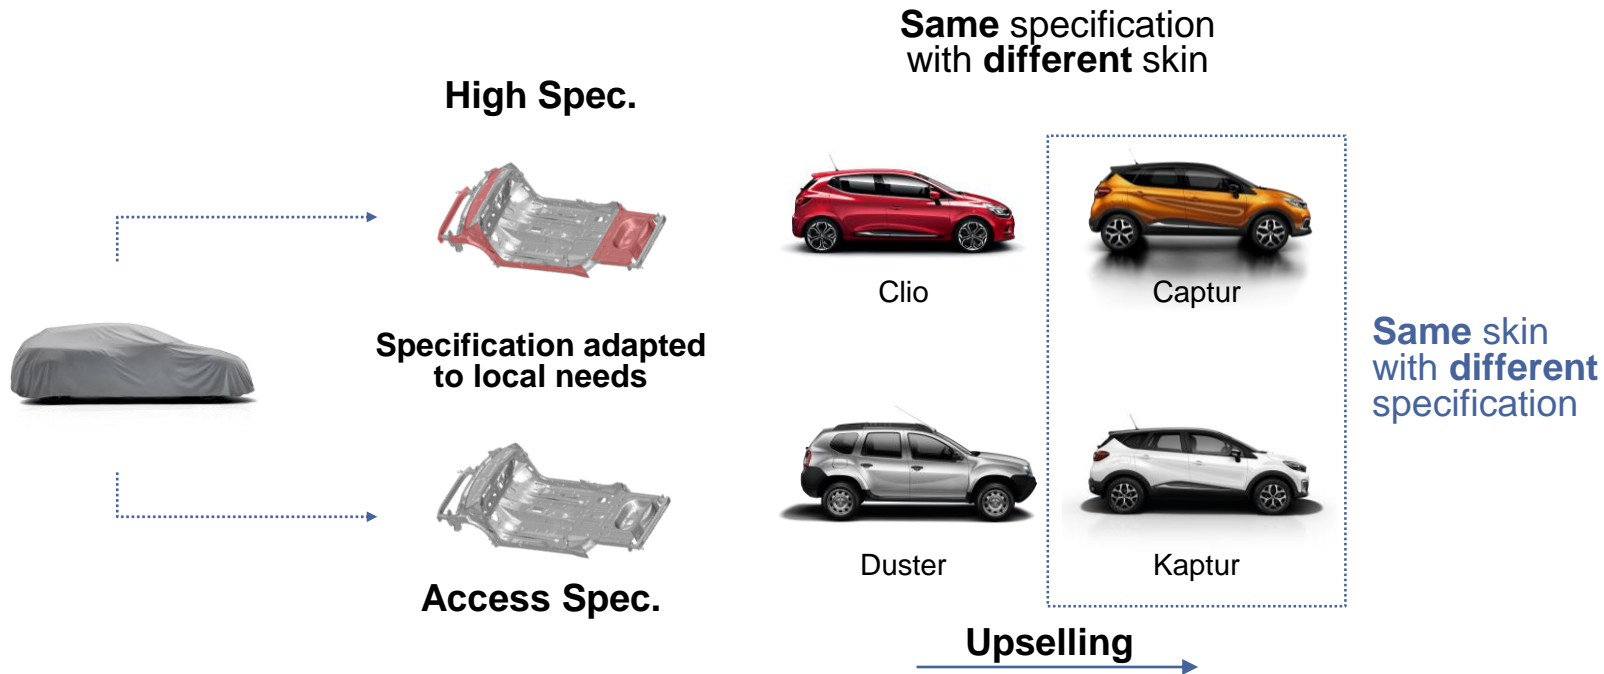 Same specification
with different skin
High Spec.
Clio
Captur
Specification adapted
to local needs
Same skin
with different
specification
Duster
Kaptur
Access Spec.
Upselling